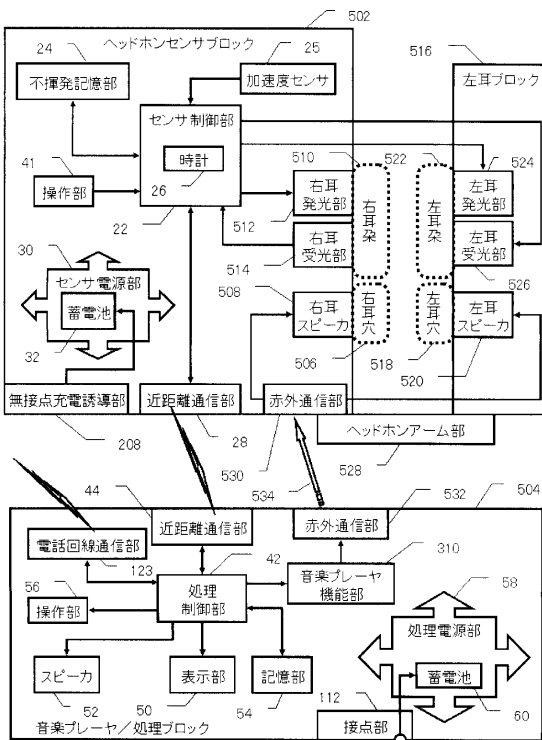 502
ヘッドホンセンサブロック
24
25
516
不揮発記憶部
加速度センサ
左耳ブロック
センサ制御部
時計
26
41
操作部
22
510
右耳
発光部
512
右耳
受光部
514
右耳朶
522
左耳朶
左耳
発光部
524
左耳
受光部
526
30
センサ電源部
蓄電池
32
508
右耳
スピーカ
右耳穴
506
左耳穴
518
左耳
スピーカ
520
無接点充電誘導部
近距離通信部
赤外通信部
208
28
530
ヘッドホンアーム部
528
534
44
532
504
近距離通信部
赤外通信部
電話回線通信部
123
42
310
処理
制御部
音楽プレーヤ
機能部
56
操作部
58
処理電源部
蓄電池
60
スピーカ
52
表示部
50
記憶部
54
112
接点部
音楽プレーヤ/処理ブロック